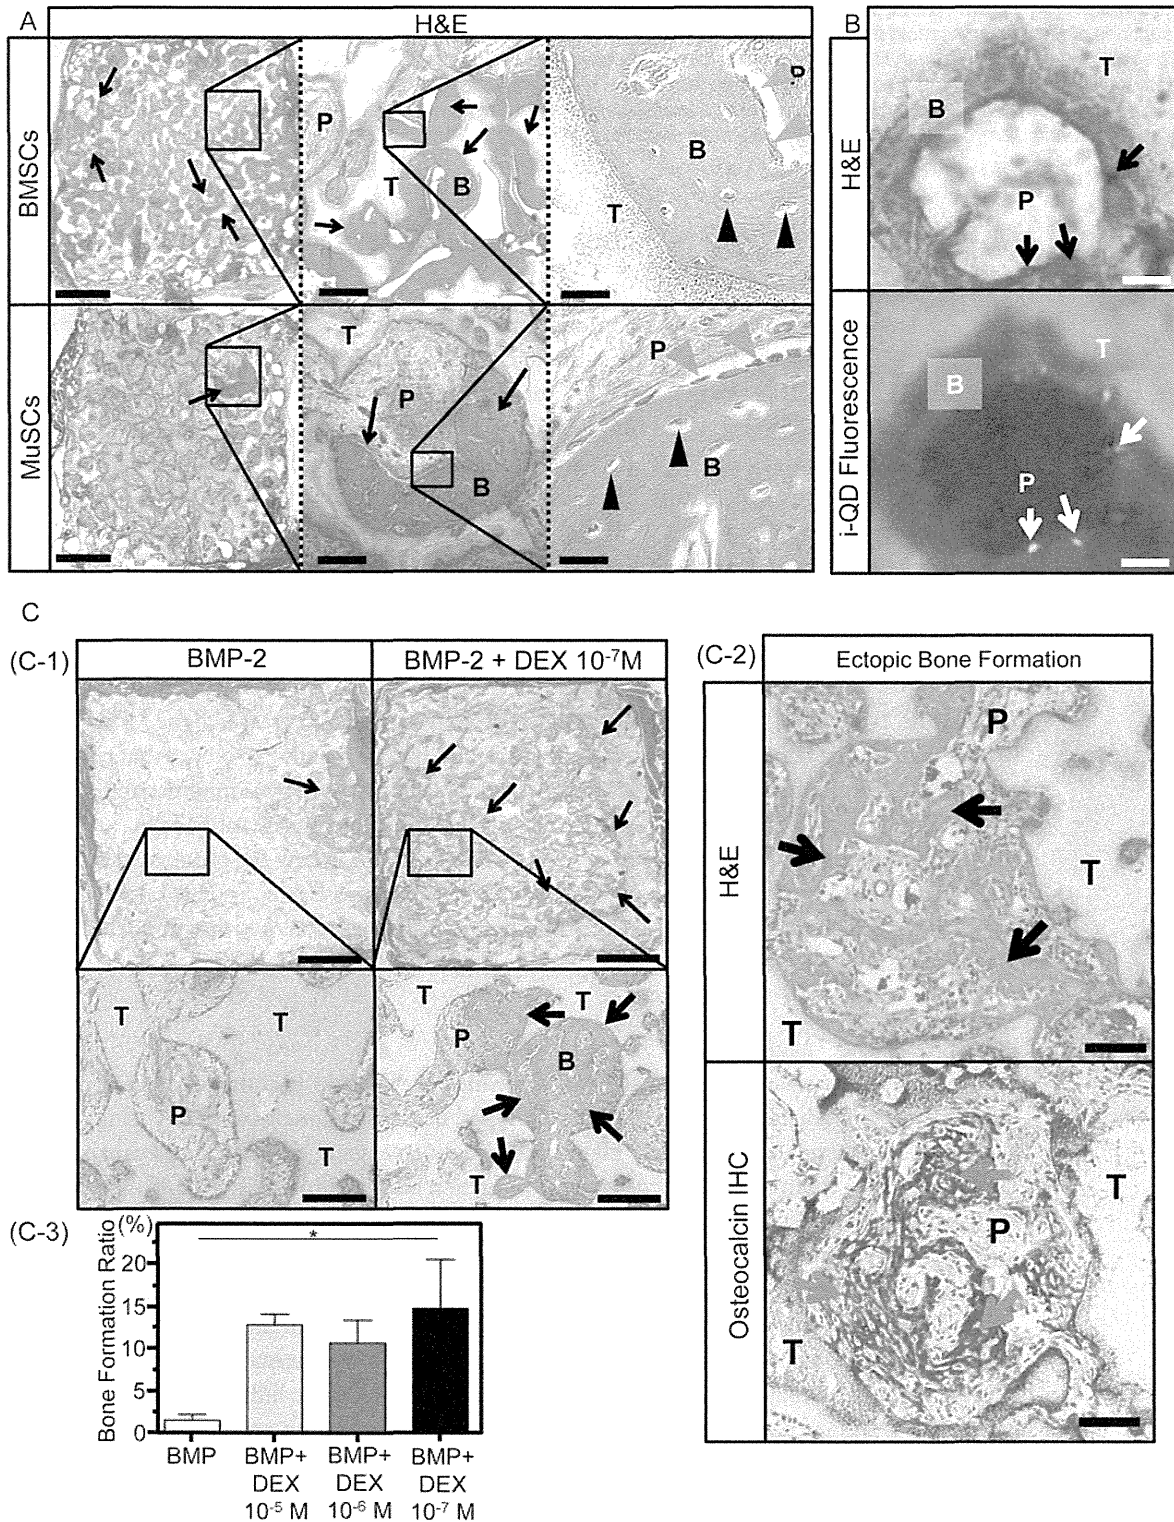 A
H&E
BMSCs
P
T
B
P
B
T
MuSCs
T
P
B
P
B
B
H&E
T
B
P
i-QD Fluorescence
T
B
P
C
(C-1)
BMP-2
BMP-2 + DEX 10⁻⁷M
T
T
P
T
T
T
P
B
T
(C-2)
Ectopic Bone Formation
H&E
P
T
T
Osteocalcin IHC
T
P
T
(C-3)
(%)
*
Bone Formation Ratio
20
15
10
5
0
BMP
BMP+ DEX 10⁻⁵ M
BMP+ DEX 10⁻⁶ M
BMP+ DEX 10⁻⁷ M